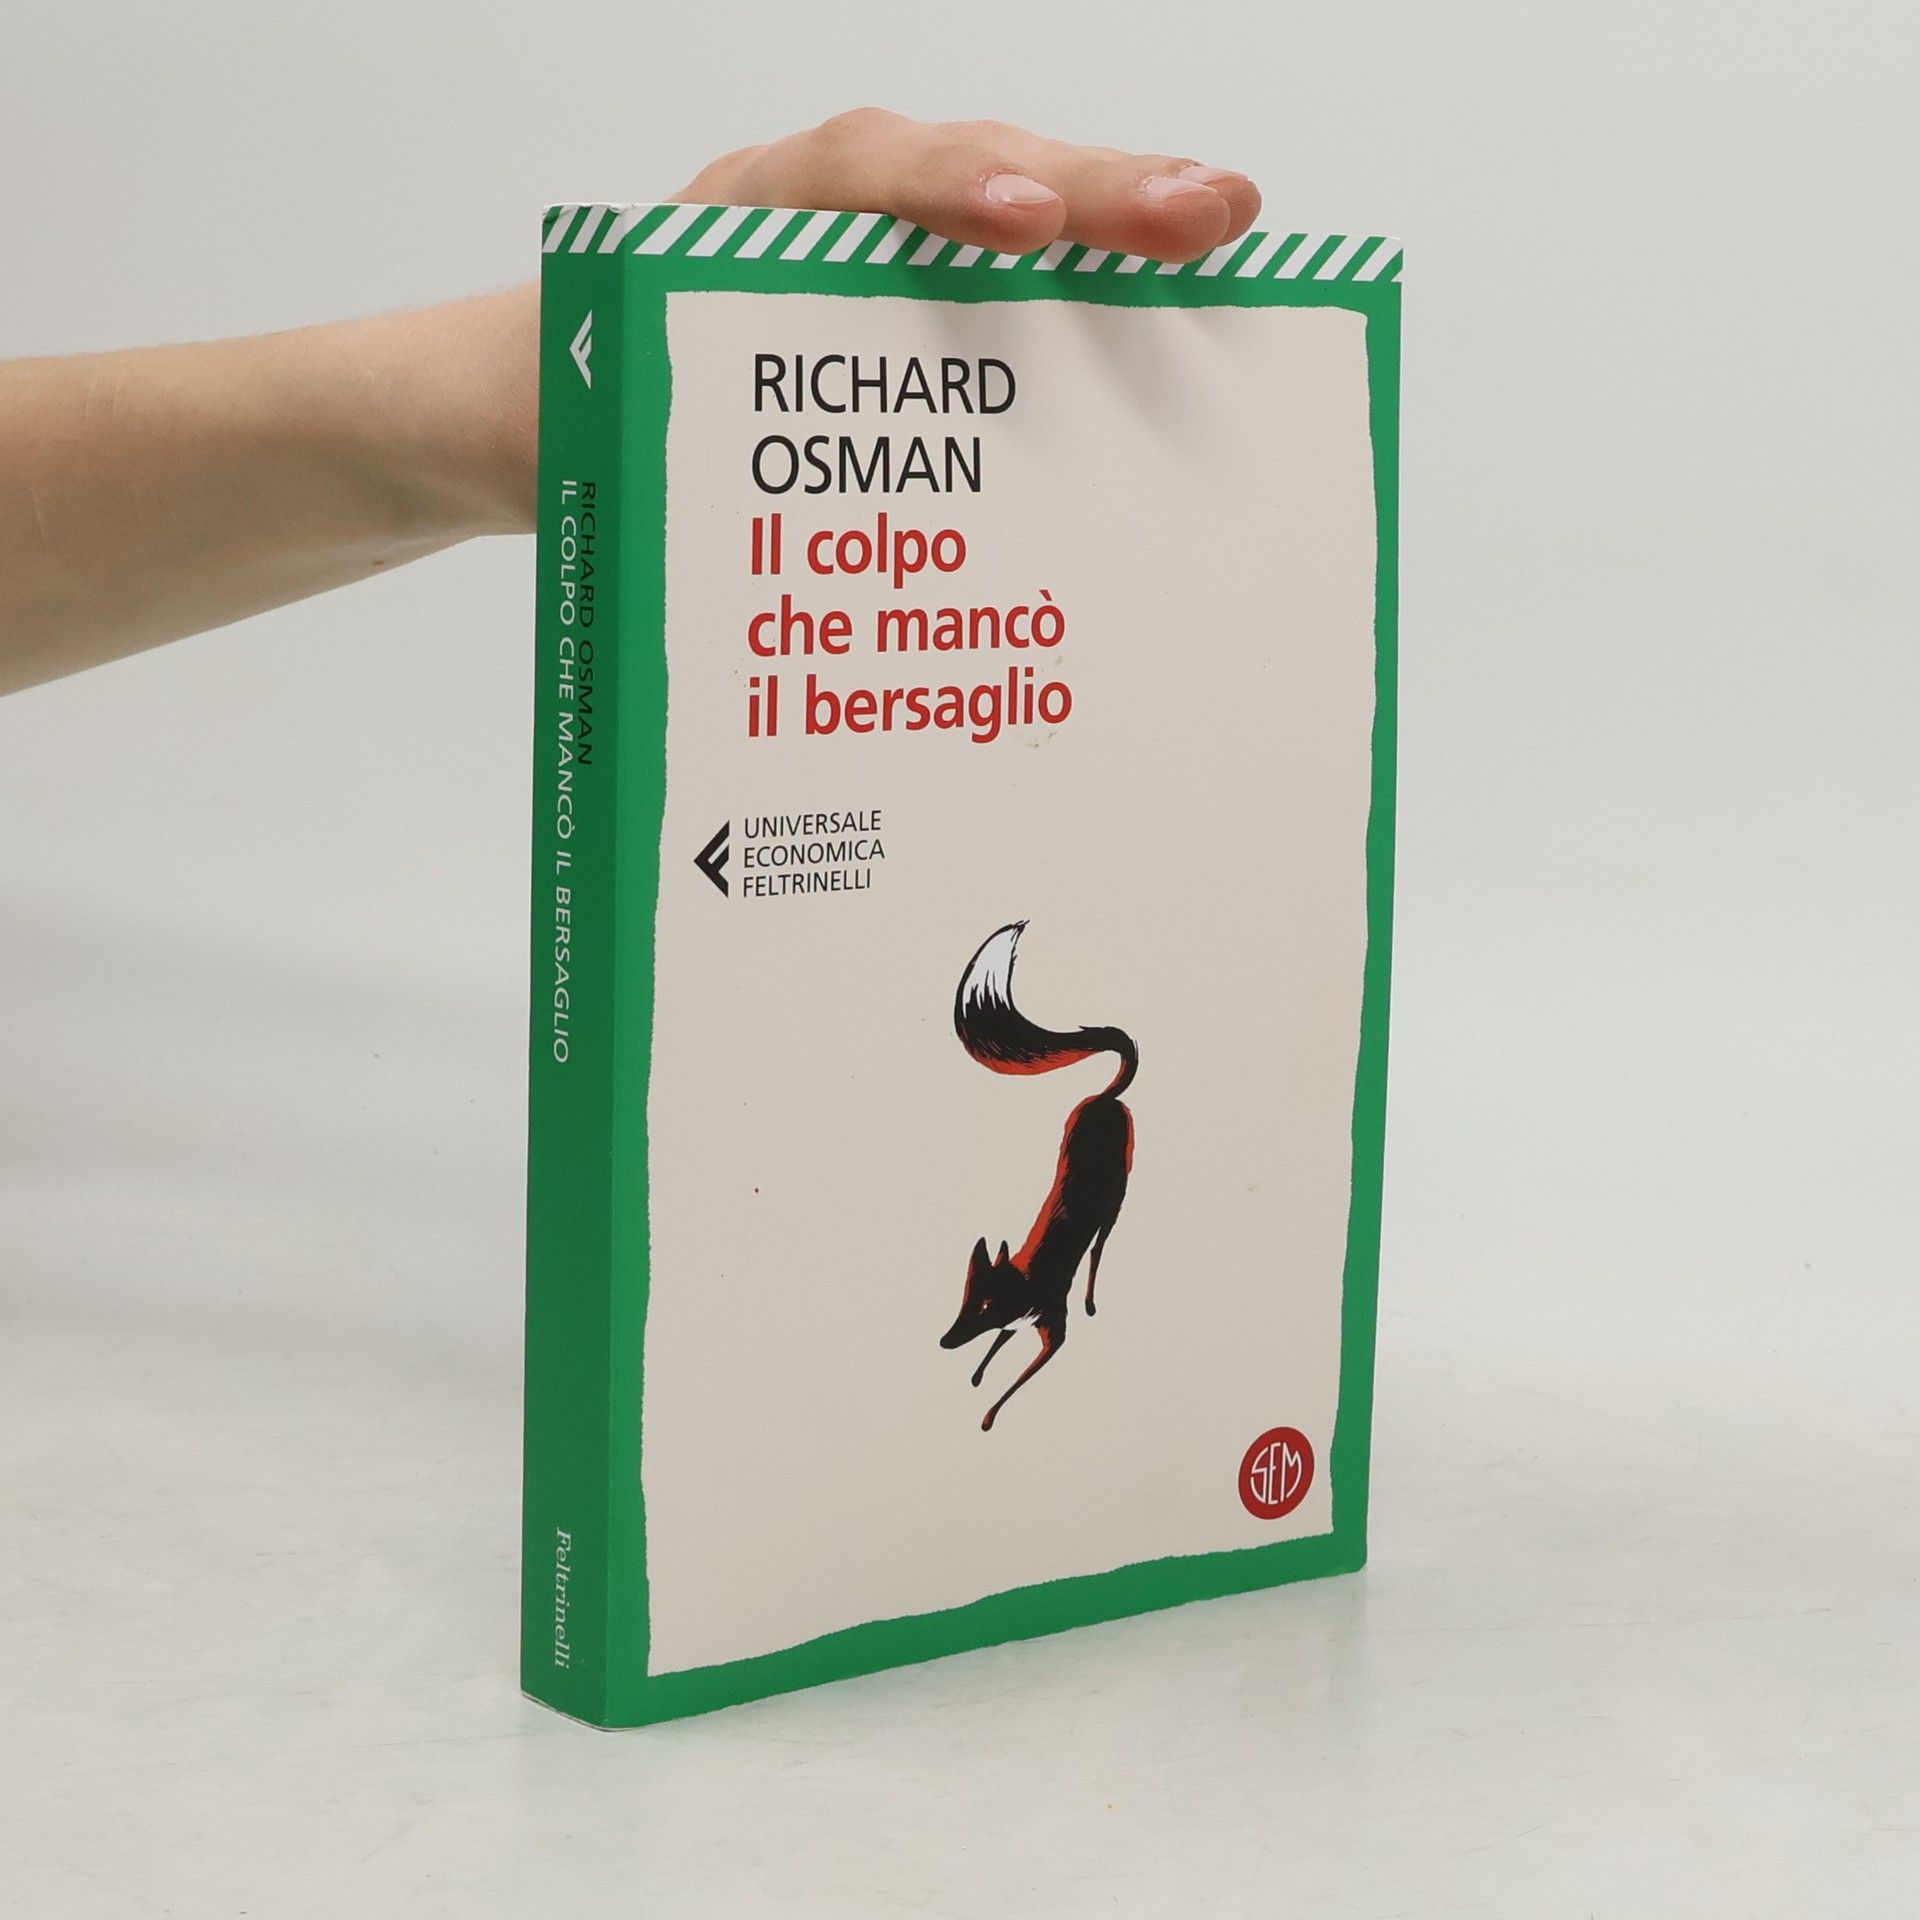 RICHARD
OSMAN
Il colpo
che mancò
il bersaglio
UNIVERSALE
ECONOMICA
FELTRINELLI
SEM
RICHARD OSMAN
IL COLPO CHE MANCÒ IL BERSAGLIO
Feltrinelli